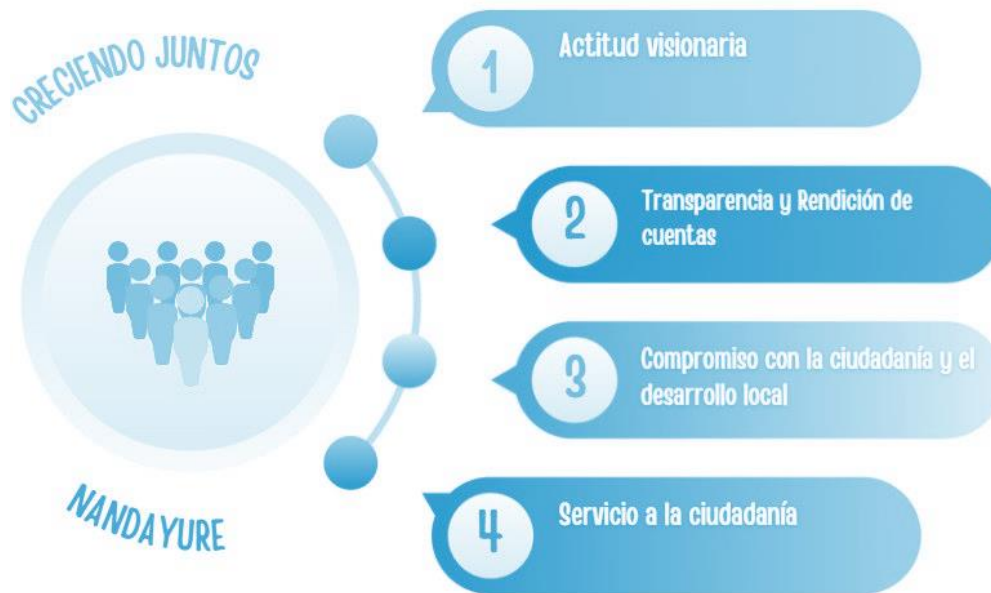 CRECIENDO JUNTOS
NANDAYURE
1
Actitud visionaria
2
Transparencia y Rendición de
cuentas
3
Compromiso con la ciudadanía y el
desarrollo local
4
Servicio a la ciudadanía